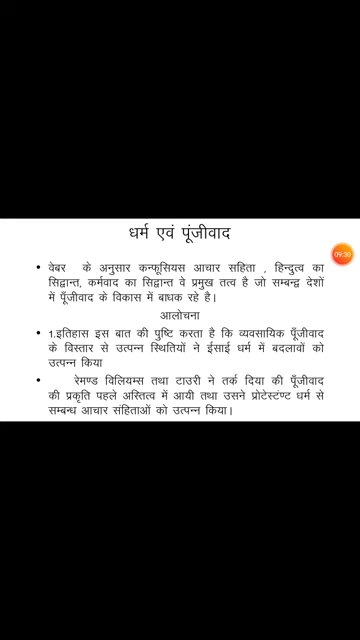 धर्म एवं पूंजीवाद
09:30
• वेबर के अनुसार कन्फूसियस आचार सहिता , हिन्दुत्व का
सिद्वान्त, कर्मवाद का सिद्वान्त वे प्रमुख तत्व है जो सम्बन्द्व देशों
में पूँजीवाद के विकास में बाधक रहे है।
आलोचना
• 1.इतिहास इस बात की पुष्टि करता है कि व्यवसायिक पूँजीवाद
के विस्तार से उत्पन्न स्थितियों ने ईसाई धर्म में बदलावों को
उत्पन्न किया
• रेमण्ड विलियम्स तथा टाउरी ने तर्क दिया की पूँजीवाद
की प्रकृति पहले अस्तित्व में आयी तथा उसने प्रोटेस्टंण्ट धर्म से
सम्बन्ध आचार संहिताओं को उत्पन्न किया।